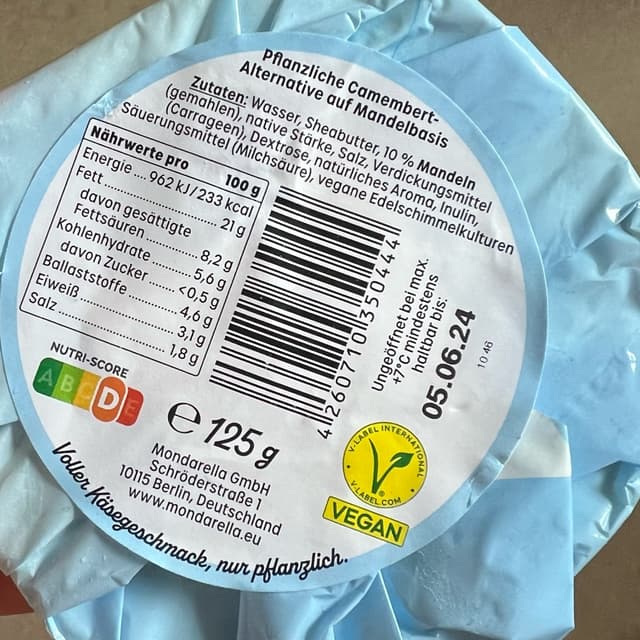 Pflanzliche Camembert-
Alternative auf Mandelbasis
Zutaten: Wasser, Sheabutter, 10 % Mandeln
(gemahlen), native Stärke, Salz, Verdickungsmittel
(Carrageen), Dextrose, natürliches Aroma, Inulin,
Säuerungsmittel (Milchsäure), vegane Edelschimmelkulturen
Nährwerte pro 100 g
Energie ... 962 kJ/233 kcal
Fett ........................ 21 g
davon gesättigte
Fettsäuren .............. 8,2 g
Kohlenhydrate ........... 5,6 g
davon Zucker ........ <0,5 g
Ballaststoffe ............. 4,6 g
Eiweiß ...................... 3,1 g
Salz ......................... 1,8 g
4 260710 350444
Ungeöffnet bei max.
+7°C mindestens
haltbar bis:
05.06.24
10:46
NUTRI-SCORE
A B C D E
e 125 g
Mondarella GmbH
Schröderstraße 1
10115 Berlin, Deutschland
www.mondarella.eu
V-LABEL INTERNATIONAL
V-LABEL.COM
VEGAN
Voller Käsegeschmack, nur pflanzlich.